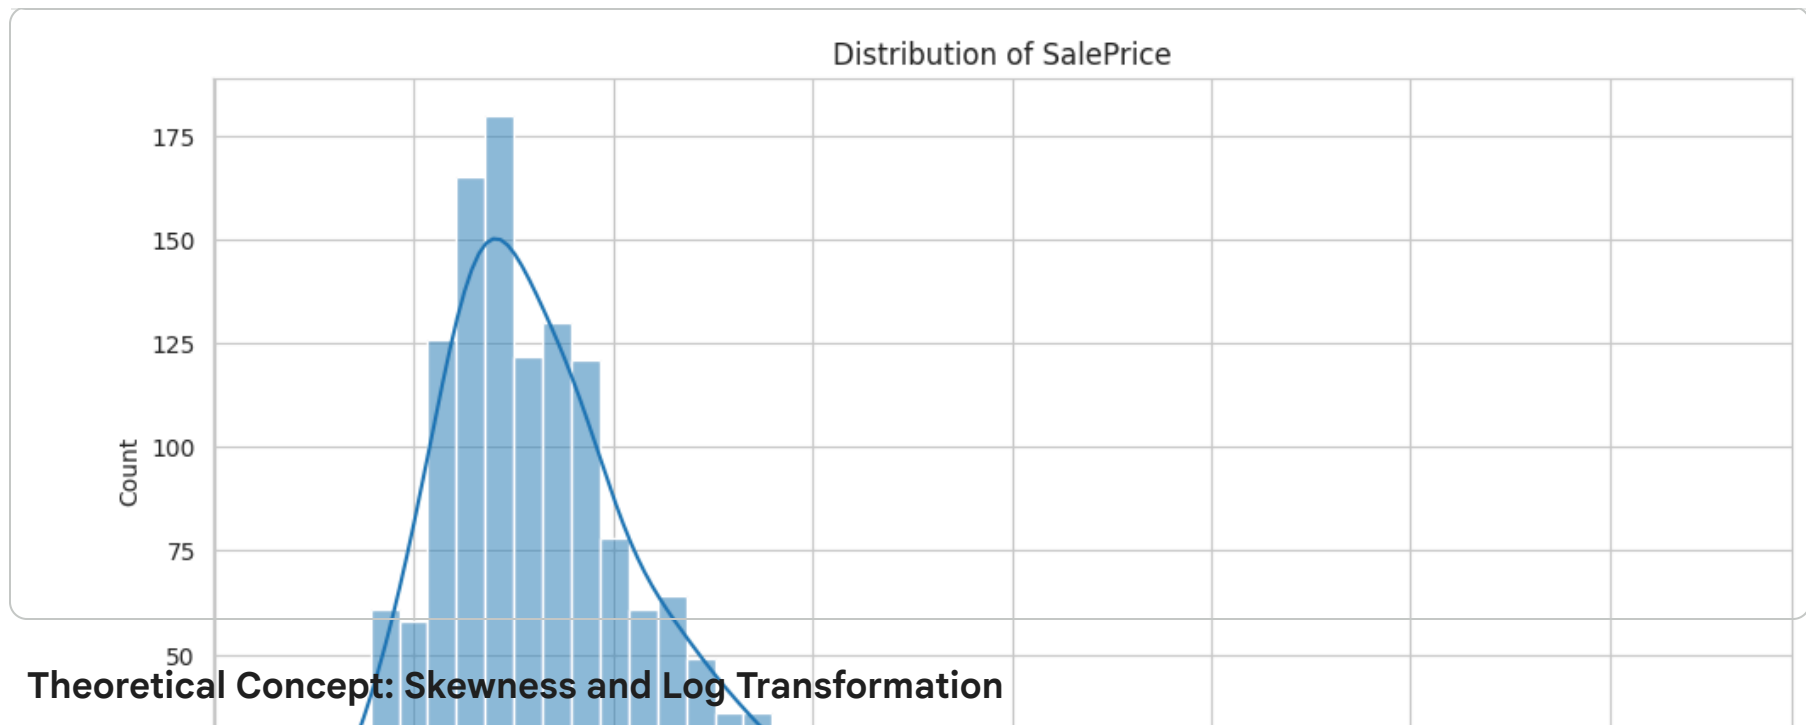 Distribution of SalePrice
175
150
125
100
75
50
Count
Theoretical Concept: Skewness and Log Transformation